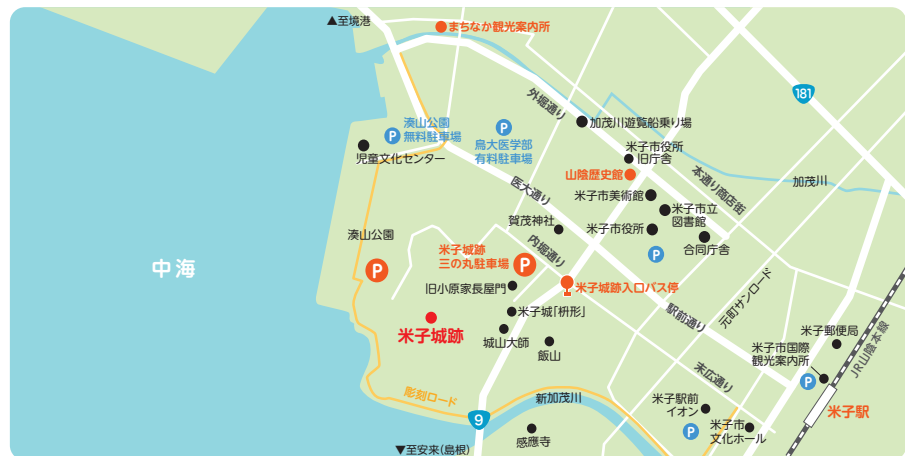 ▲至境港
まちなか観光案内所
外堀通り
181
加茂川遊覧船乗り場
湊山公園
無料駐車場
P
P
鳥大医学部
有料駐車場
児童文化センター
米子市役所
旧庁舎
山陰歴史館
本通り商店街
加茂川
医大通り
米子市美術館
米子市立
図書館
賀茂神社
米子市役所
合同庁舎
P
湊山公園
内堀通り
中海
P
米子城跡
三の丸駐車場
P
旧小原家長屋門
米子城跡入口バス停
元町サンロード
駅前通り
米子城跡
米子城「枡形」
城山大師
飯山
米子郵便局
JR山陰本線
米子市国際
観光案内所
P
末広通り
米子駅
彫刻ロード
新加茂川
米子駅前
イオン
P
米子市
文化ホール
9
感應寺
▼至安来(島根)